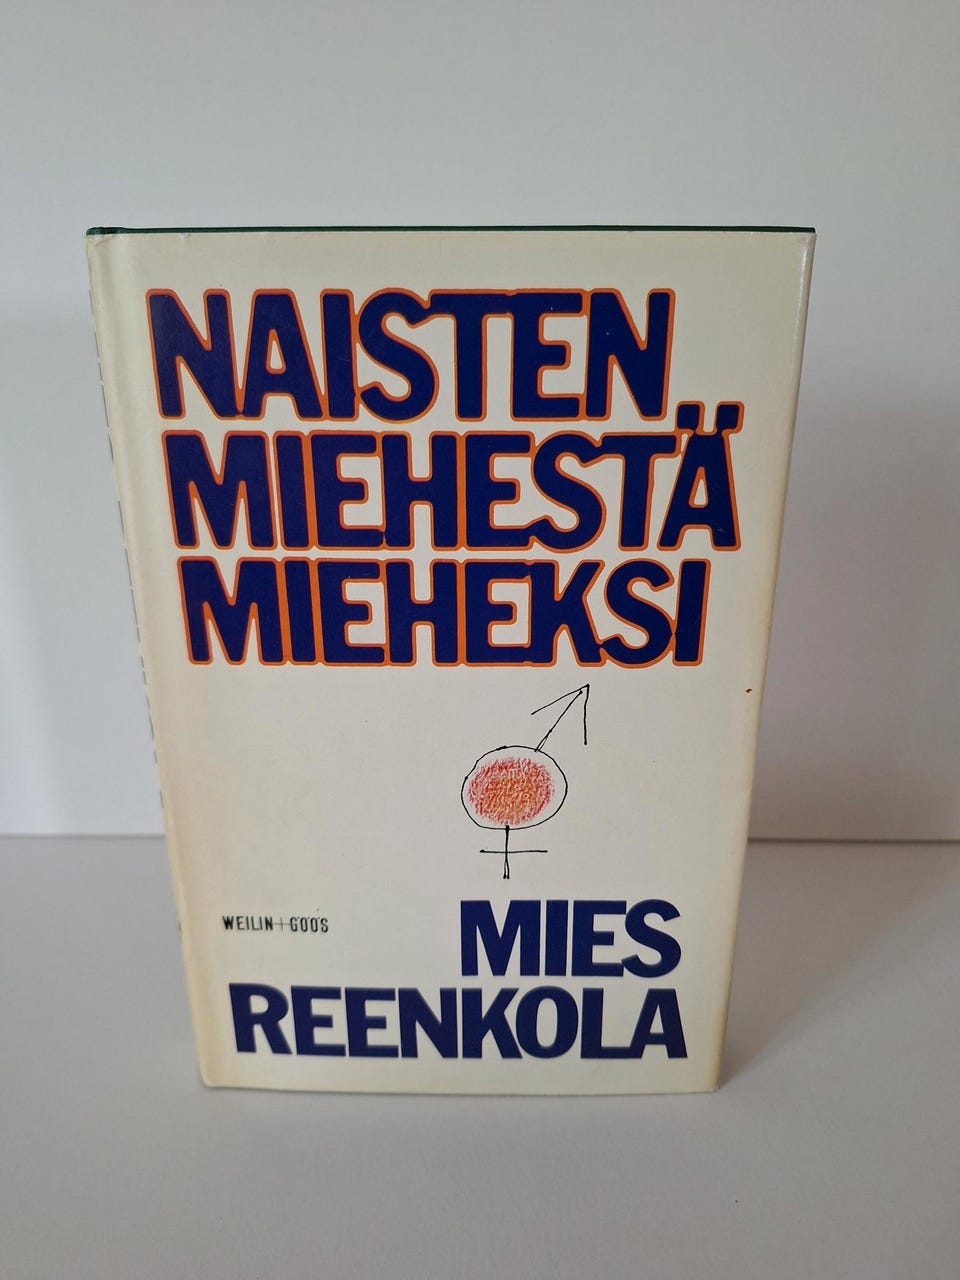 NAISTEN
MIEHESTÄ
MIEHEKSI
WEILIN+GÖÖS
MIES
REENKOLA